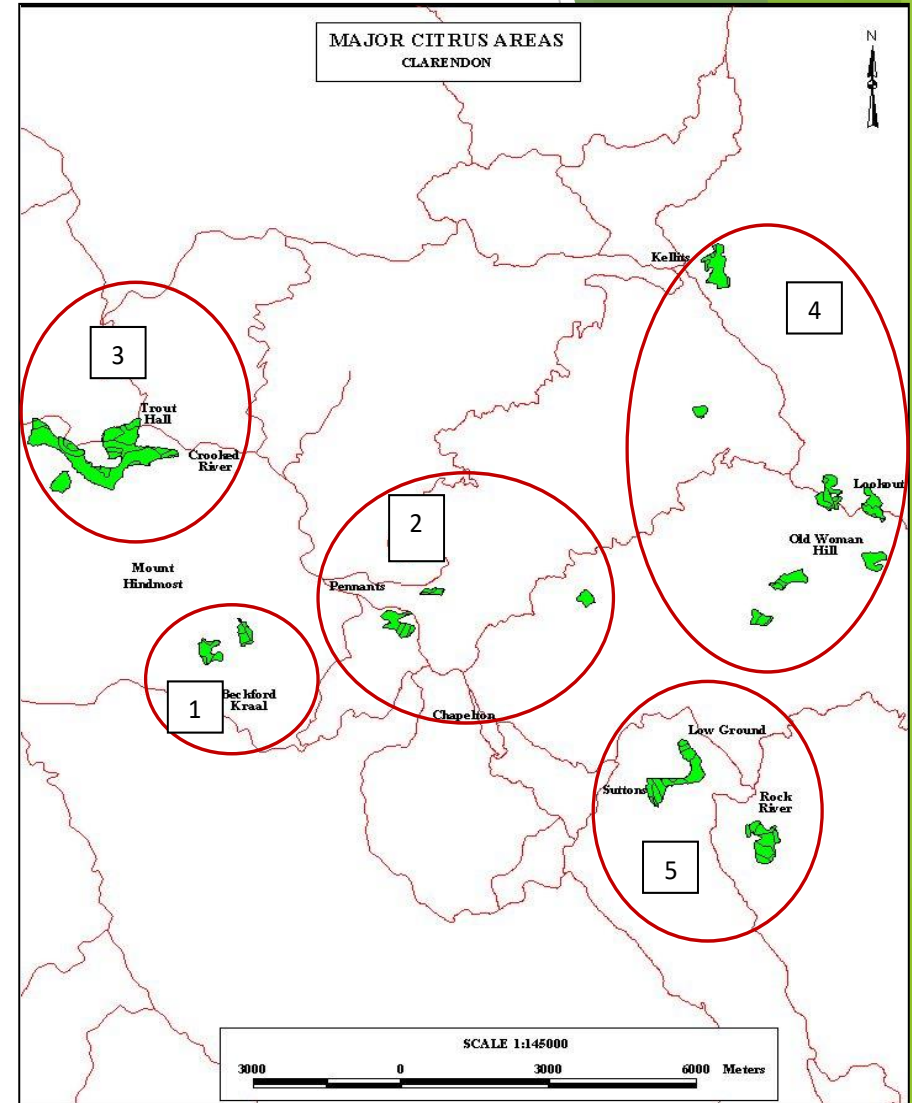 MAJOR CITRUS AREAS
CLARENDON
N
Kellits
4
3
Trout
Hall
Crooked
River
Lookout
2
Old Woman
Hill
Mount
Hindmost
Pennants
Beckford
Kraal
1
Chapelton
Low Ground
Suttons
Rock
River
5
SCALE 1:145000
3000 0 3000 6000 Meters